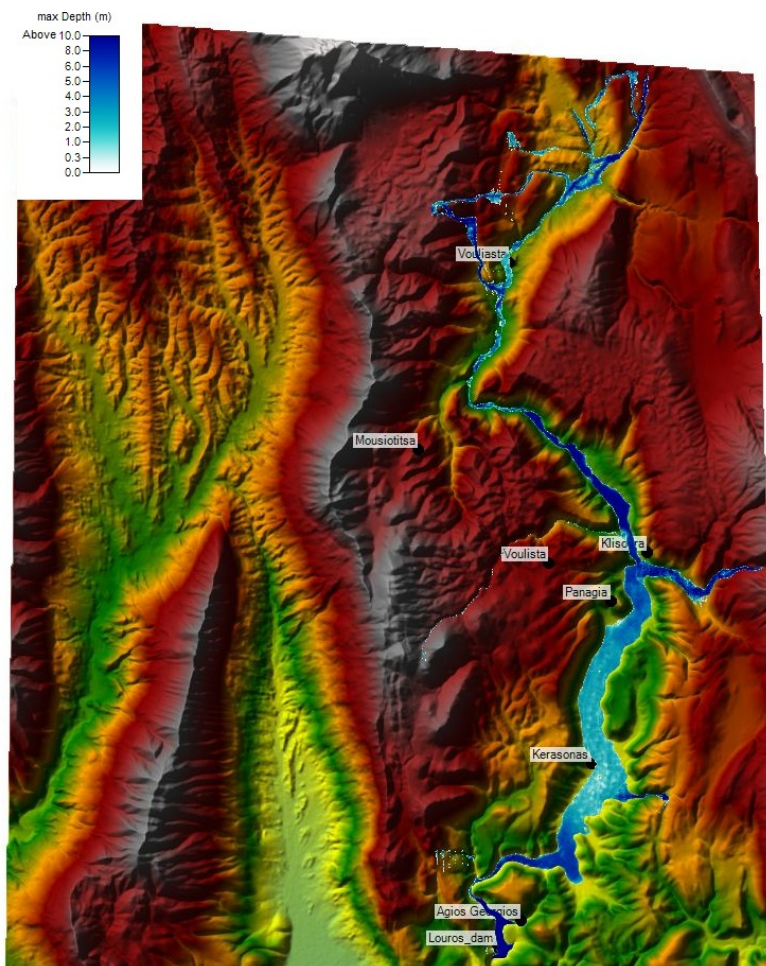 max Depth (m)
Above 10.0
8.0
6.0
5.0
4.0
3.0
2.0
1.0
0.3
0.0
Vouliasta
Mousiotitsa
Klisoura
-Voulista
Panagia
Kerasonas
Agios Georgios
Louros_dam